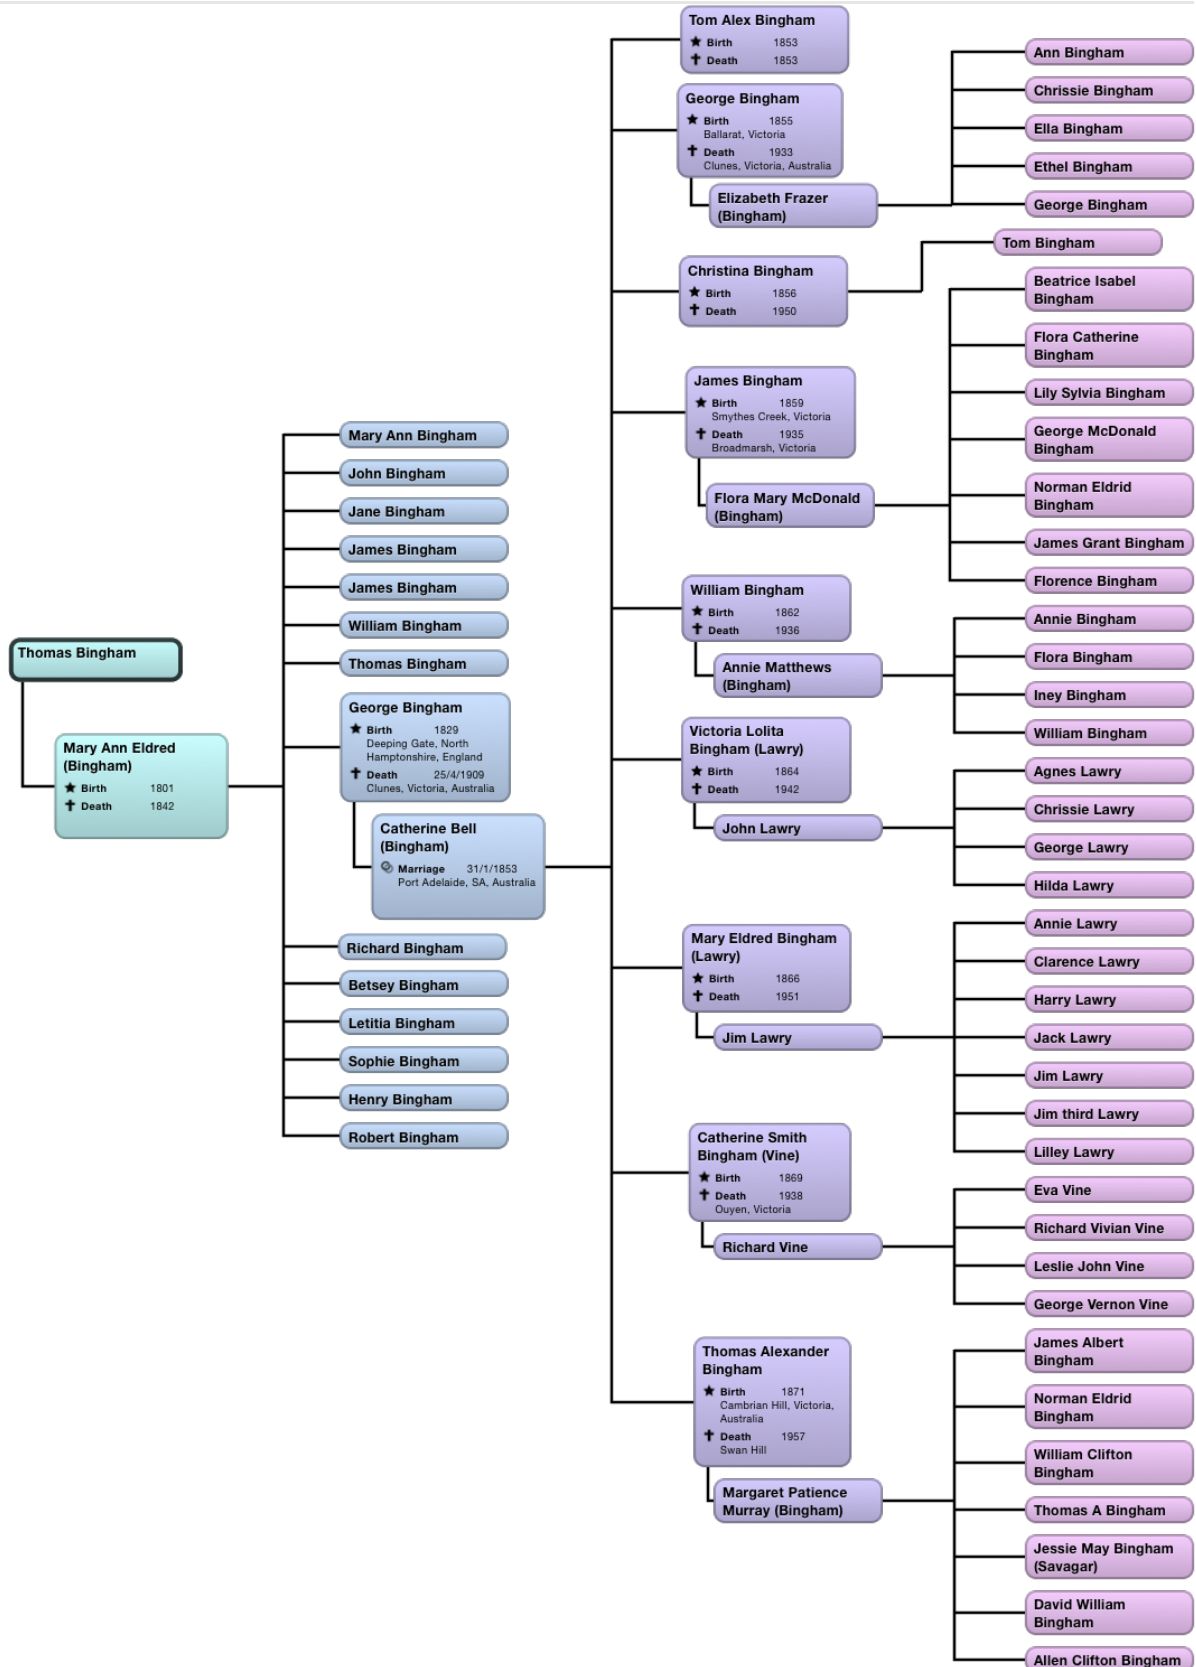 Thomas Bingham
Mary Ann Eldred
(Bingham)
Birth 1801
Death 1842
Mary Ann Bingham
John Bingham
Jane Bingham
James Bingham
James Bingham
William Bingham
Thomas Bingham
George Bingham
Birth 1829
Deeping Gate, North
Hamptonshire, England
Death 25/4/1909
Clunes, Victoria, Australia
Catherine Bell
(Bingham)
Marriage 31/1/1853
Port Adelaide, SA, Australia
Richard Bingham
Betsey Bingham
Letitia Bingham
Sophie Bingham
Henry Bingham
Robert Bingham
Tom Alex Bingham
Birth 1853
Death 1853
George Bingham
Birth 1855
Ballarat, Victoria
Death 1933
Clunes, Victoria, Australia
Elizabeth Frazer
(Bingham)
Ann Bingham
Chrissie Bingham
Ella Bingham
Ethel Bingham
George Bingham
Christina Bingham
Birth 1856
Death 1950
Tom Bingham
James Bingham
Birth 1859
Smythes Creek, Victoria
Death 1935
Broadmarsh, Victoria
Flora Mary McDonald
(Bingham)
Beatrice Isabel
Bingham
Flora Catherine
Bingham
Lily Sylvia Bingham
George McDonald
Bingham
Norman Eldrid
Bingham
James Grant Bingham
Florence Bingham
William Bingham
Birth 1862
Death 1936
Annie Matthews
(Bingham)
Annie Bingham
Flora Bingham
Iney Bingham
William Bingham
Victoria Lolita
Bingham (Lawry)
Birth 1864
Death 1942
John Lawry
Agnes Lawry
Chrissie Lawry
George Lawry
Hilda Lawry
Mary Eldred Bingham
(Lawry)
Birth 1866
Death 1951
Jim Lawry
Annie Lawry
Clarence Lawry
Harry Lawry
Jack Lawry
Jim Lawry
Jim third Lawry
Lilley Lawry
Catherine Smith
Bingham (Vine)
Birth 1869
Death 1938
Ouyen, Victoria
Richard Vine
Eva Vine
Richard Vivian Vine
Leslie John Vine
George Vernon Vine
Thomas Alexander
Bingham
Birth 1871
Cambrian Hill, Victoria,
Australia
Death 1957
Swan Hill
Margaret Patience
Murray (Bingham)
James Albert
Bingham
Norman Eldrid
Bingham
William Clifton
Bingham
Thomas A Bingham
Jessie May Bingham
(Savagar)
David William
Bingham
Allen Clifton Bingham